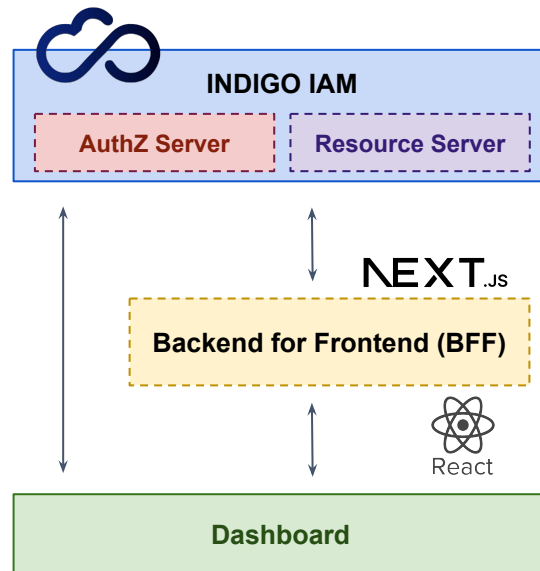 INDIGO IAM
AuthZ Server
Resource Server
NEXT.JS
Backend for Frontend (BFF)
React
Dashboard